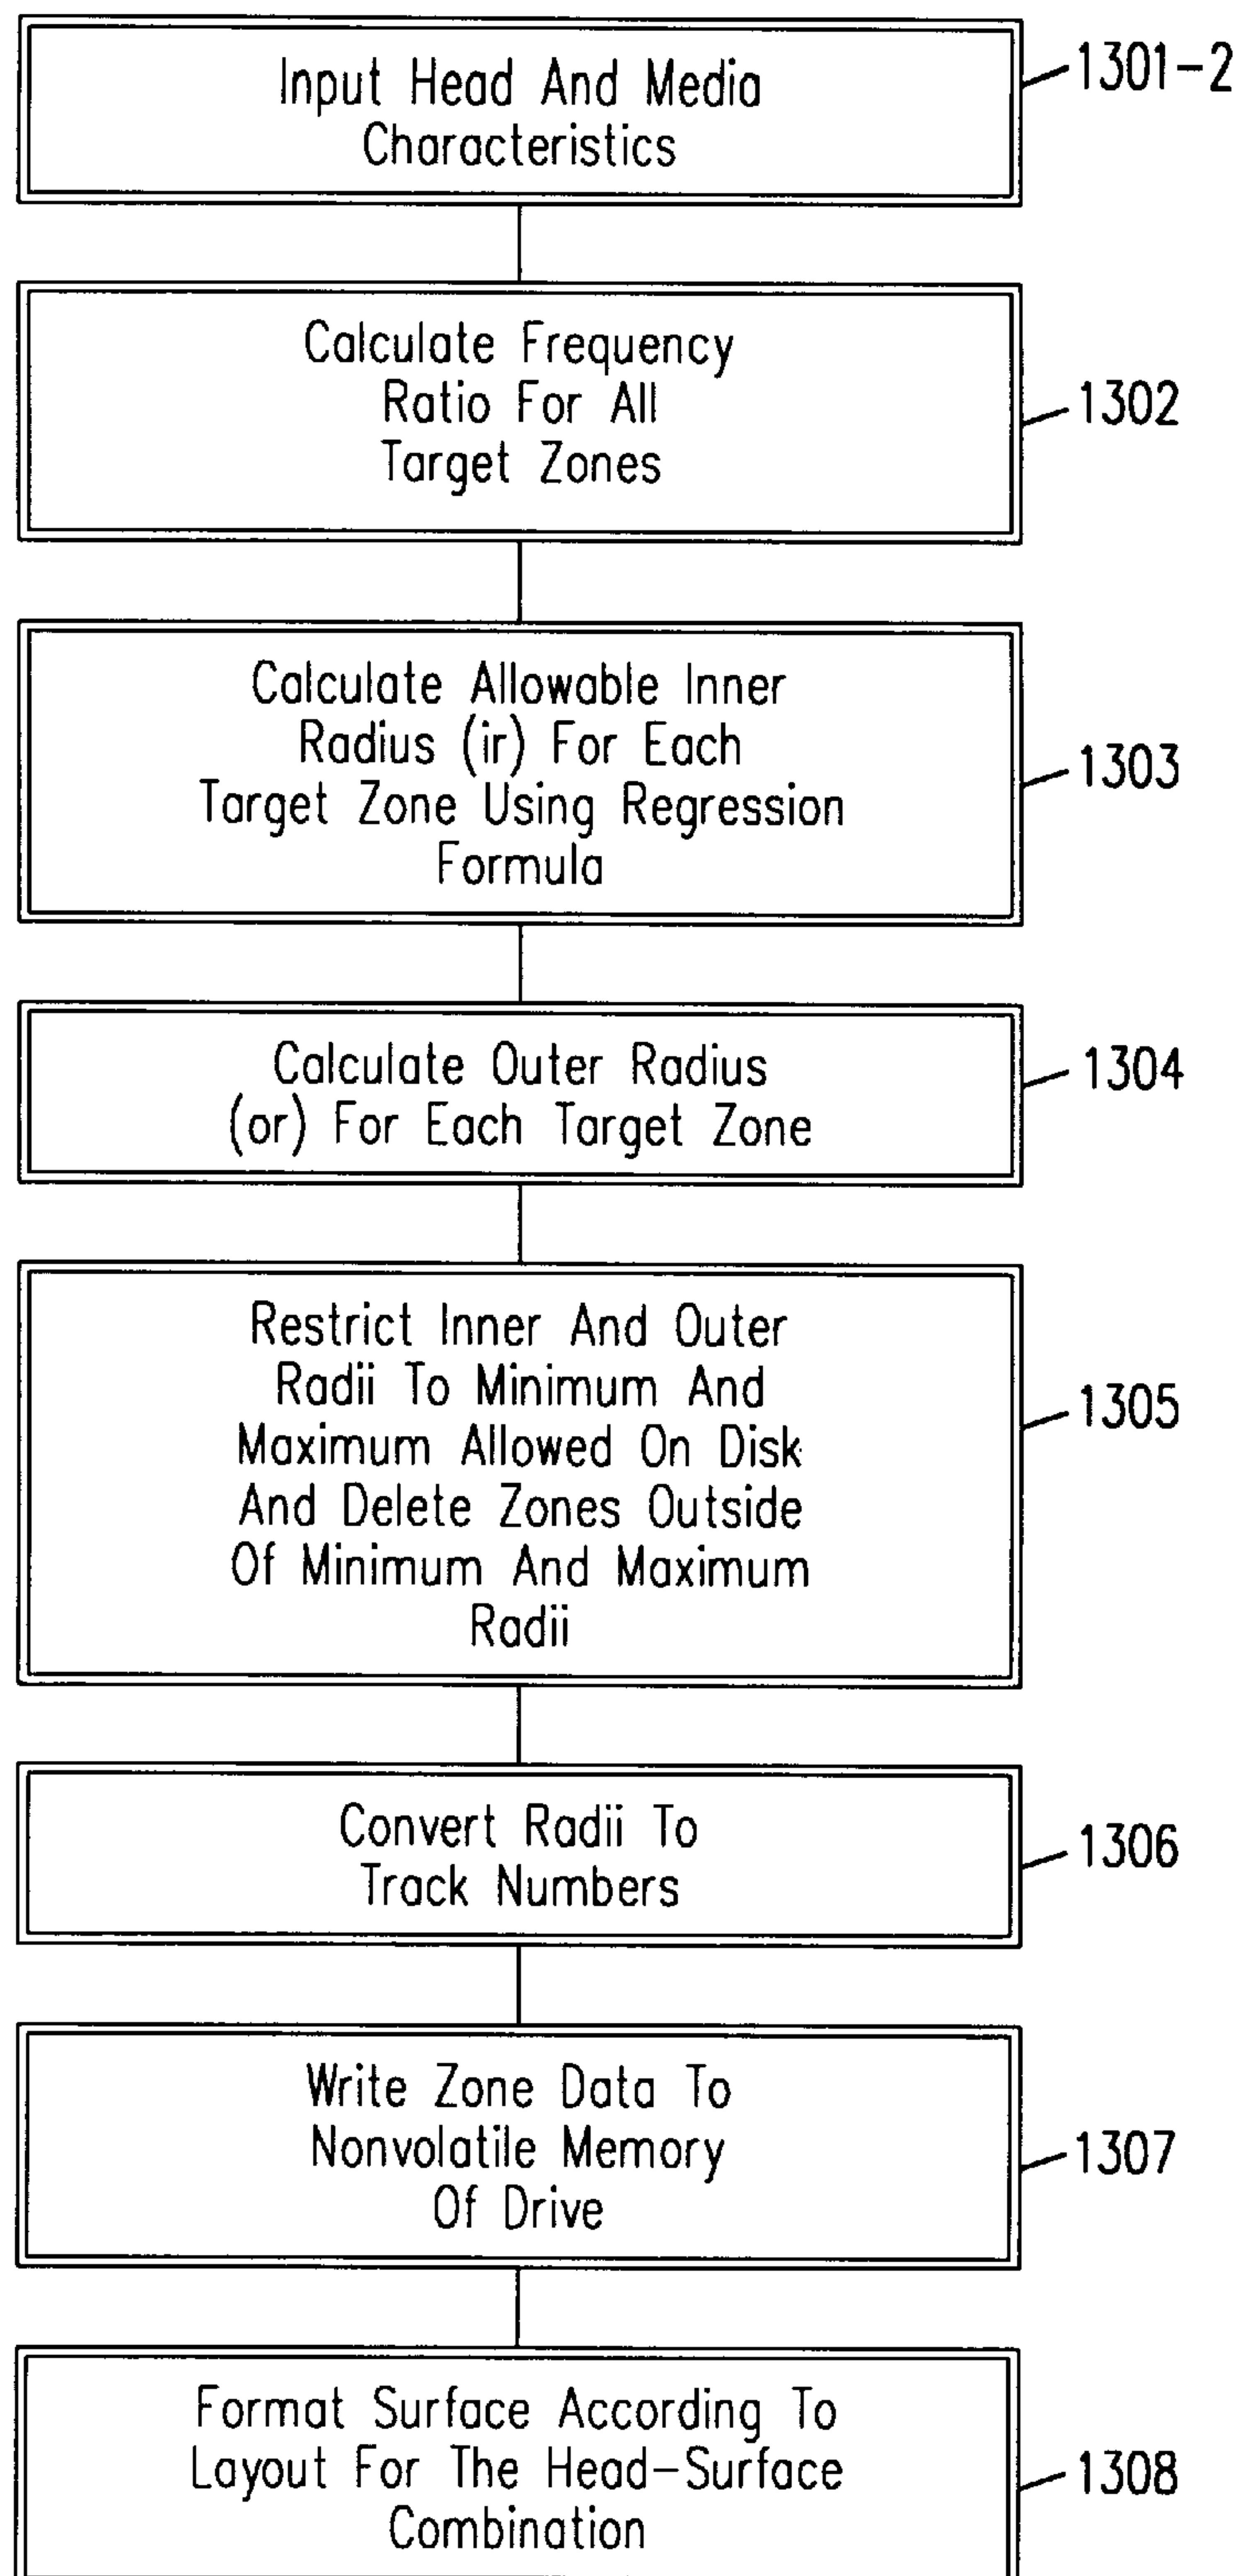 Input Head And Media
Characteristics
1301-2
Calculate Frequency
Ratio For All
Target Zones
1302
Calculate Allowable Inner
Radius (ir) For Each
Target Zone Using Regression
Formula
1303
Calculate Outer Radius
(or) For Each Target Zone
1304
Restrict Inner And Outer
Radii To Minimum And
Maximum Allowed On Disk
And Delete Zones Outside
Of Minimum And Maximum
Radii
1305
Convert Radii To
Track Numbers
1306
Write Zone Data To
Nonvolatile Memory
Of Drive
1307
Format Surface According To
Layout For The Head-Surface
Combination
1308